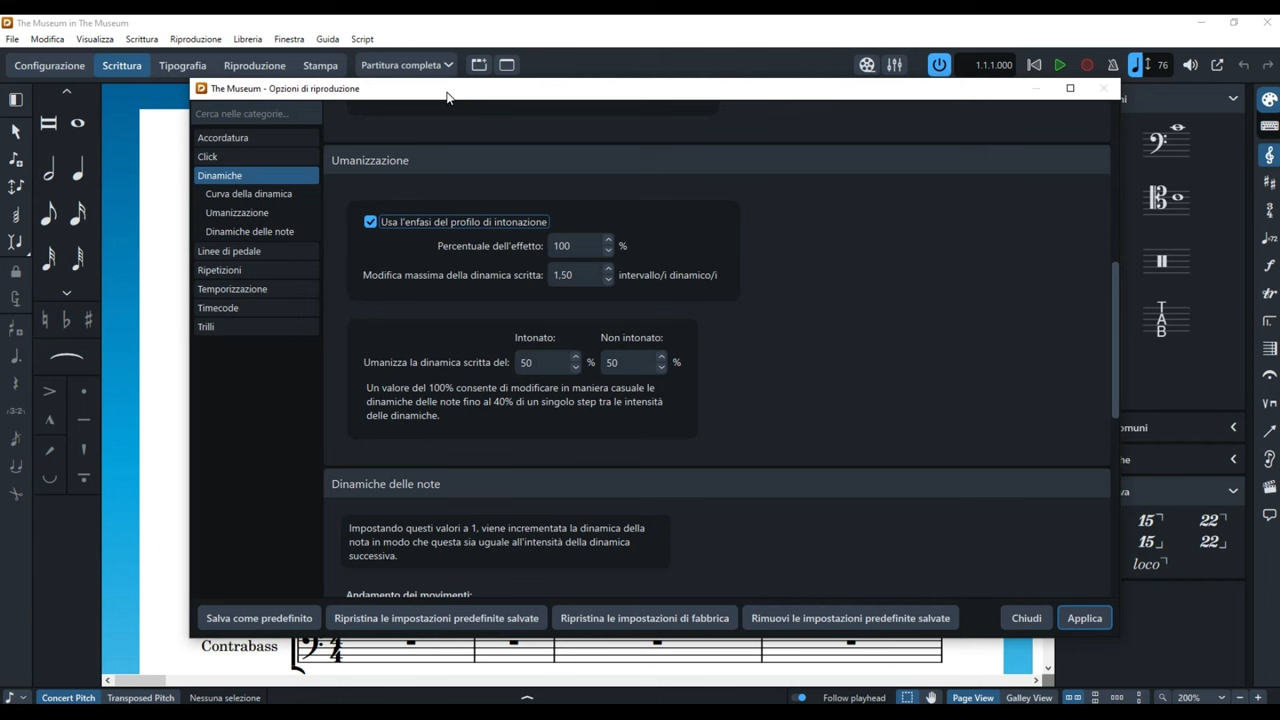 The Museum in The Museum
File Modifica Visualizza Scrittura Riproduzione Libreria Finestra Guida Script
Configurazione Scrittura Tipografia Riproduzione Stampa Partitura completa 1.1.1.000 76
The Museum - Opzioni di riproduzione
Cerca nelle categorie...
Accordatura
Click
Dinamiche
Curva della dinamica
Umanizzazione
Dinamiche delle note
Linee di pedale
Ripetizioni
Temporizzazione
Timecode
Trilli
Umanizzazione
Usa l'enfasi del profilo di intonazione
Percentuale dell'effetto: 100 %
Modifica massima della dinamica scritta: 1,50 intervallo/i dinamico/i
Intonato: Non intonato:
Umanizza la dinamica scritta del: 50 % 50 %
Un valore del 100% consente di modificare in maniera casuale le
dinamiche delle note fino al 40% di un singolo step tra le intensità
delle dinamiche.
Dinamiche delle note
Impostando questi valori a 1, viene incrementata la dinamica della
nota in modo che questa sia uguale all'intensità della dinamica
successiva.
Andamento dei movimenti:
Salva come predefinito Ripristina le impostazioni predefinite salvate Ripristina le impostazioni di fabbrica Rimuovi le impostazioni predefinite salvate Chiudi Applica
ni
TAB
omuni
he
va
15 22
15 22
loco
Contrabass
Concert Pitch Transposed Pitch Nessuna selezione Follow playhead Page View Galley View 200%